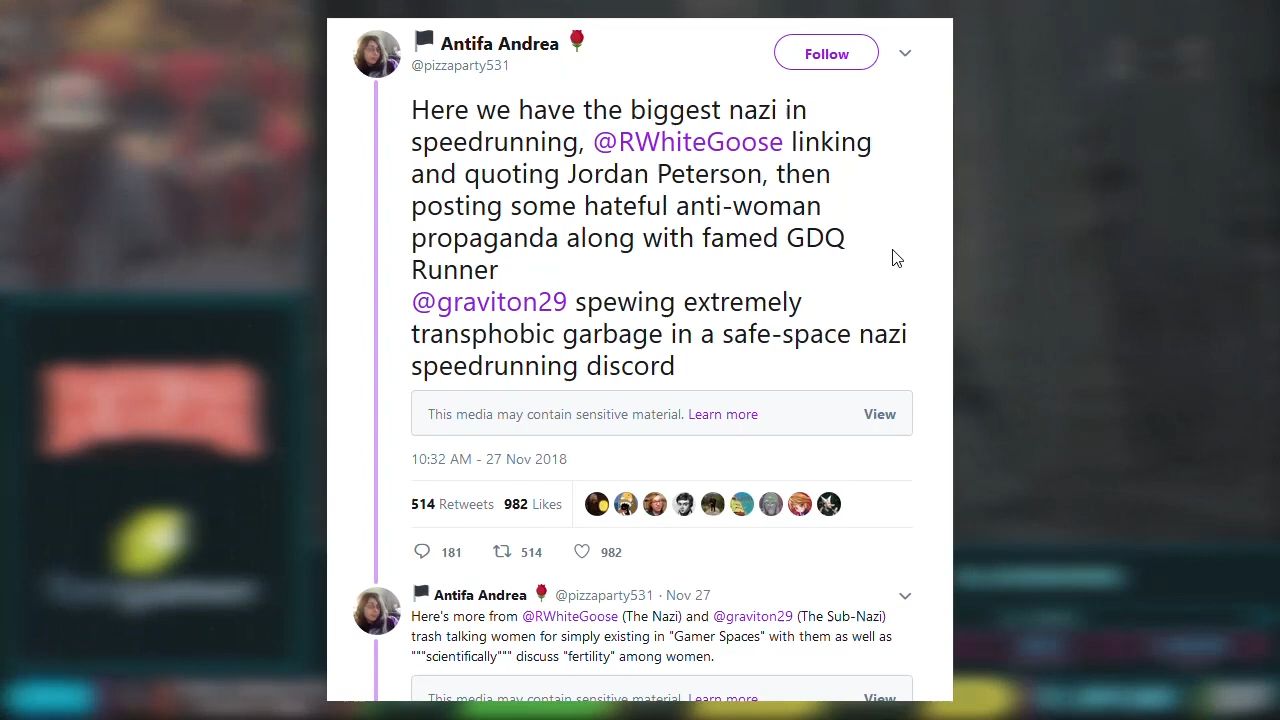 Antifa Andrea
Follow
@pizzaparty531
Here we have the biggest nazi in
speedrunning, @RWhiteGoose linking
and quoting Jordan Peterson, then
posting some hateful anti-woman
propaganda along with famed GDQ
Runner
@graviton29 spewing extremely
transphobic garbage in a safe-space nazi
speedrunning discord
This media may contain sensitive material. Learn more View
10:32 AM - 27 Nov 2018
514 Retweets 982 Likes
181 514 982
Antifa Andrea @pizzaparty531 · Nov 27
Here's more from @RWhiteGoose (The Nazi) and @graviton29 (The Sub-Nazi)
trash talking women for simply existing in "Gamer Spaces" with them as well as
"""scientifically""" discuss "fertility" among women.
This media may contain sensitive material. Learn more View